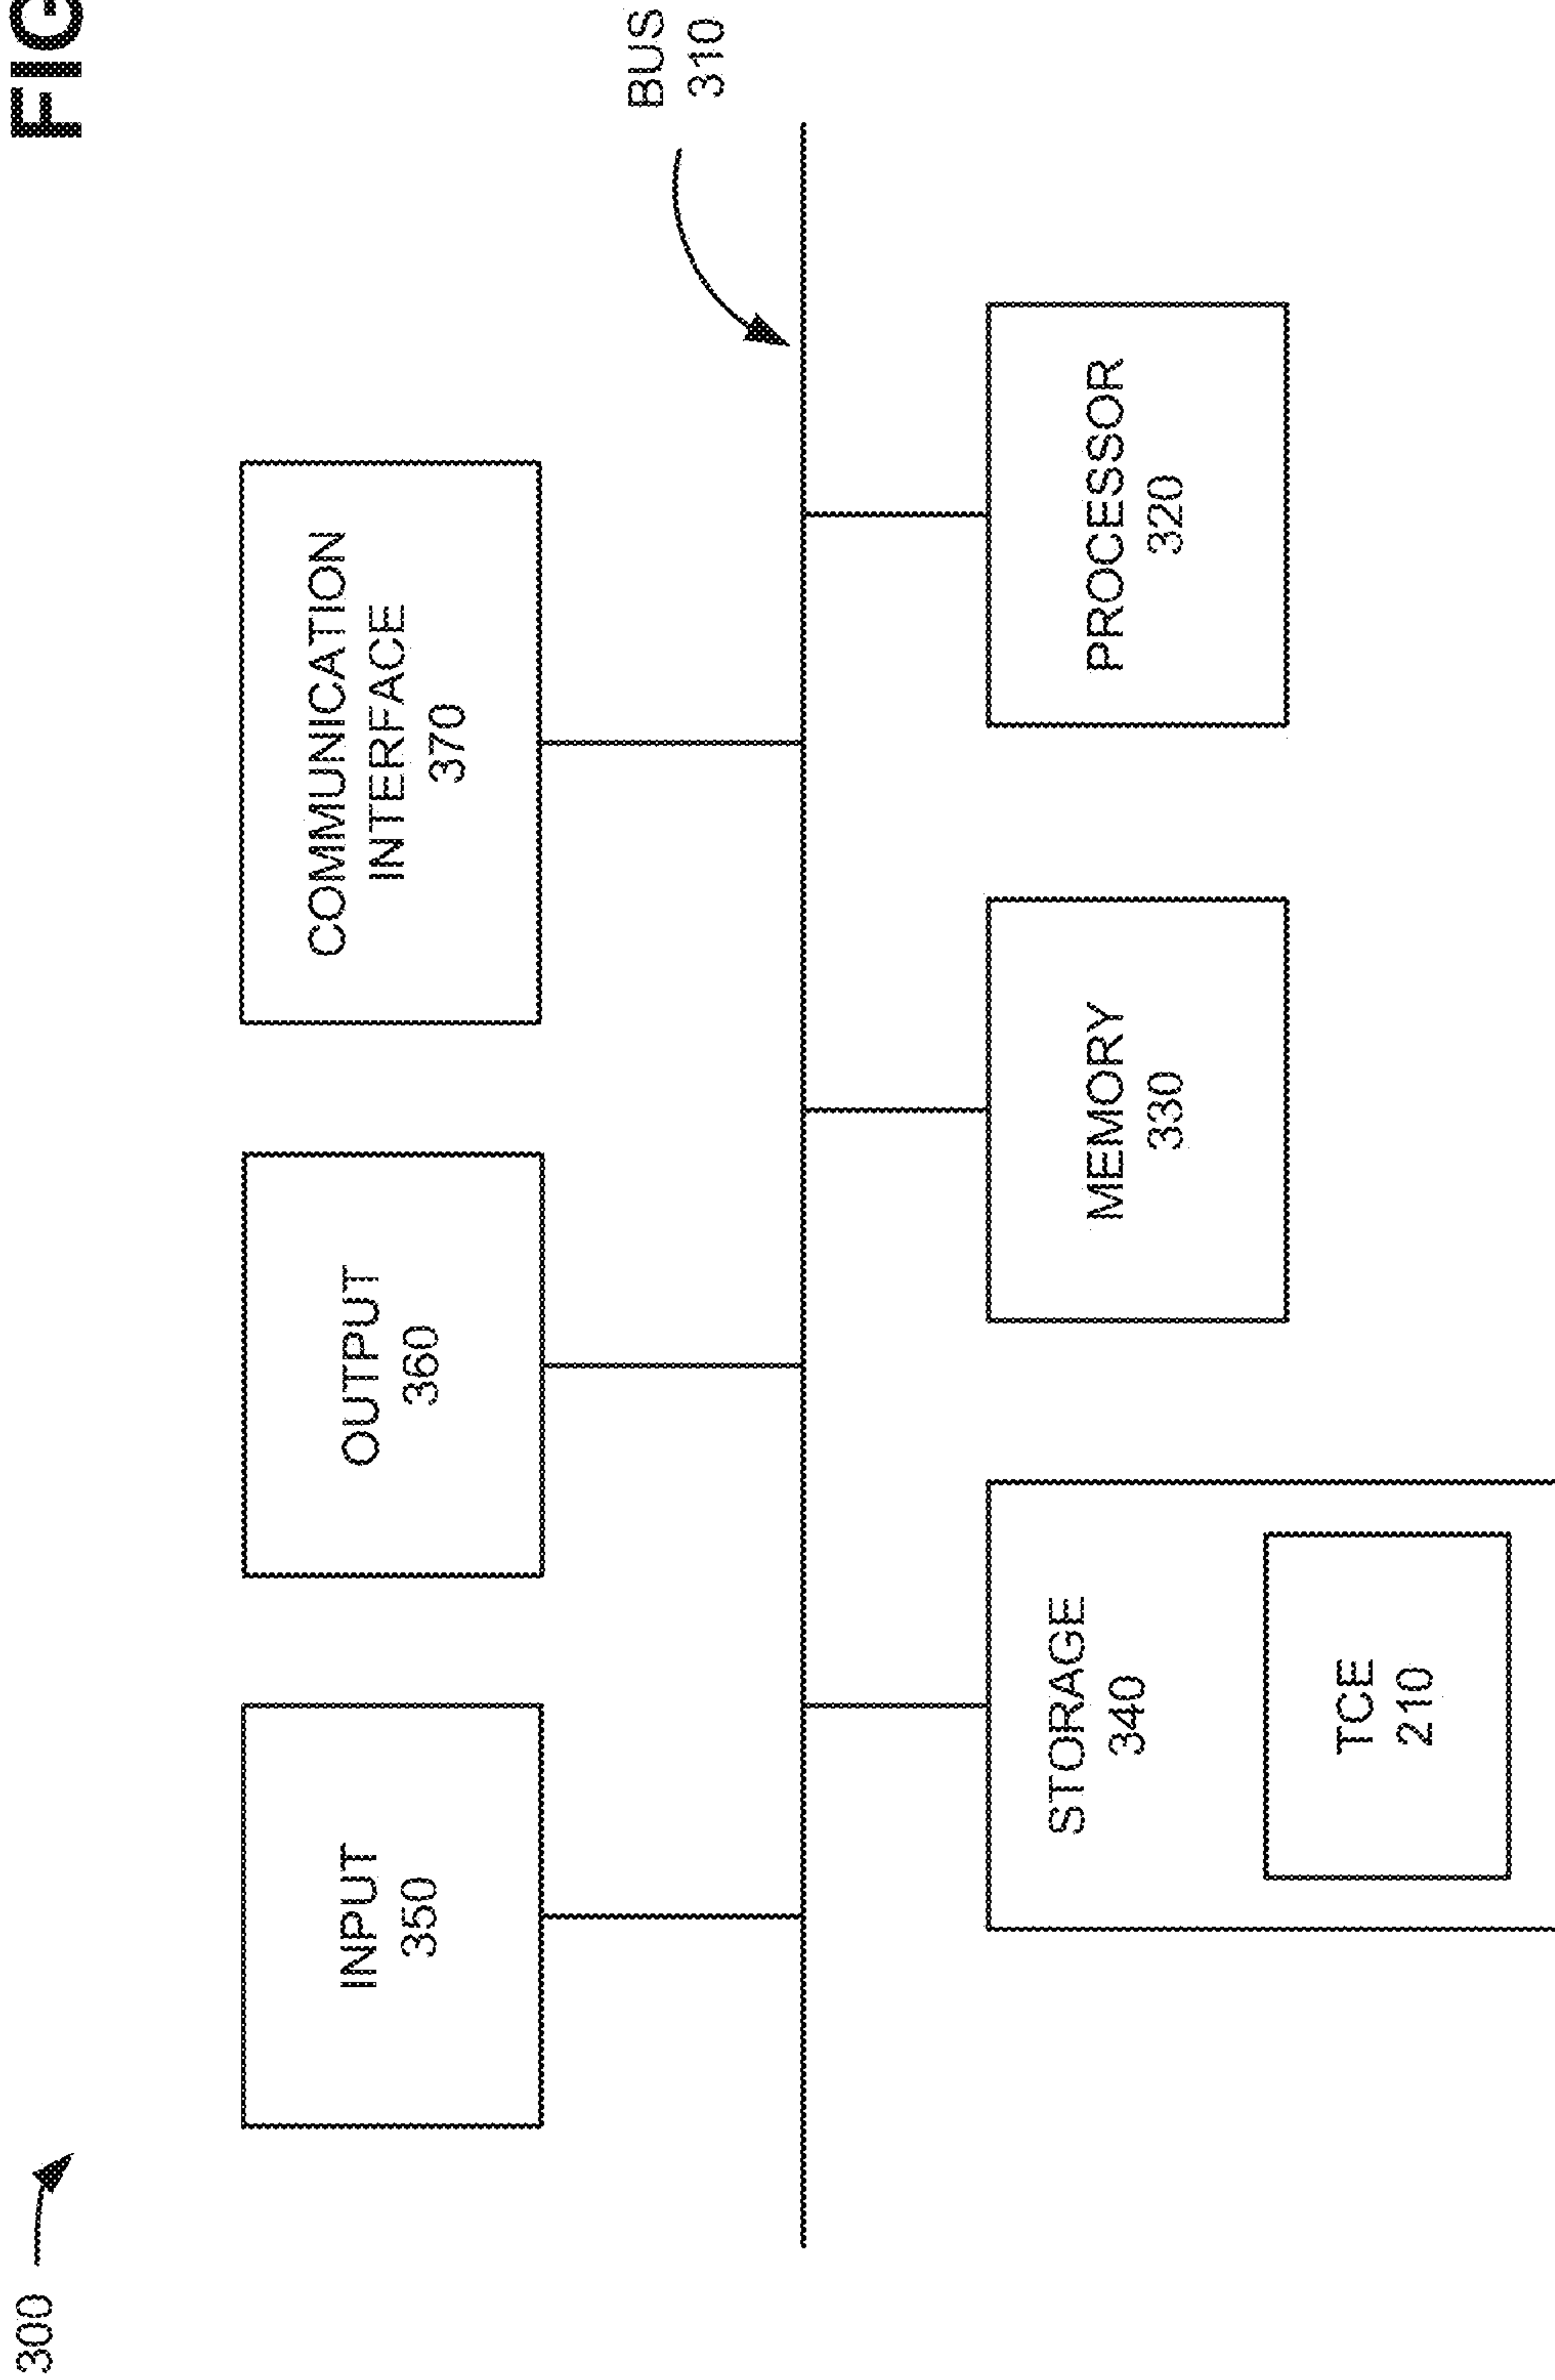 300
FIG
COMMUNICATION
INTERFACE
370
OUTPUT
360
INPUT
350
BUS
310
PROCESSOR
320
MEMORY
330
STORAGE
340
TCE
210